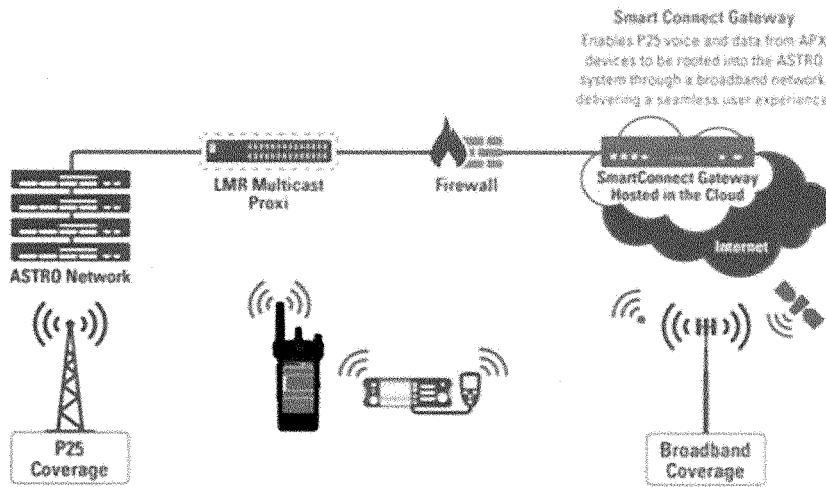 Smart Connect Gateway
Enables P25 voice and data from APX
devices to be rooted into the ASTRO
system through a broadband network
delivering a seamless user experience
LMR Multicast
Proxi
Firewall
SmartConnect Gateway
Hosted in the Cloud
Internet
ASTRO Network
P25
Coverage
Broadband
Coverage